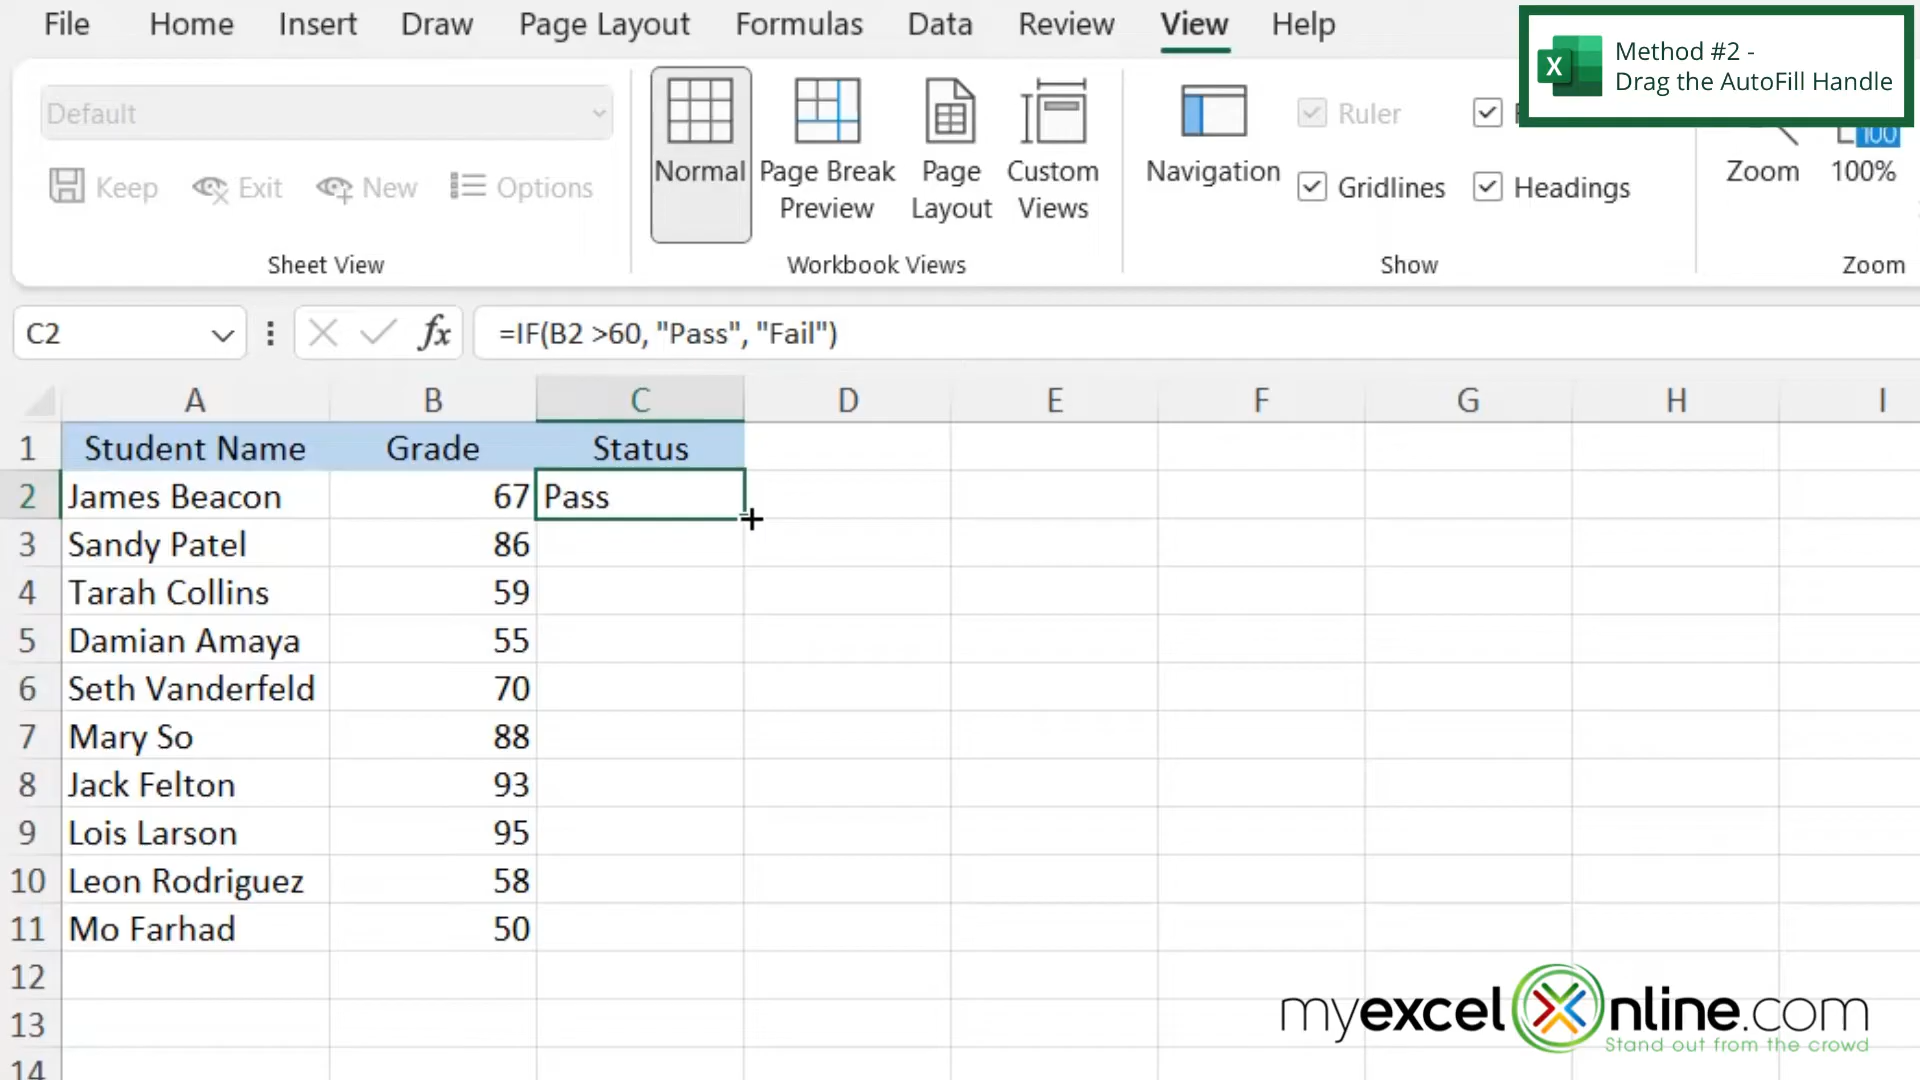 File Home Insert Draw Page Layout Formulas Data Review View Help
Method #2 -
Drag the AutoFill Handle
Default
Keep Exit New Options
Sheet View
Normal
Page Break
Preview
Page
Layout
Custom
Views
Workbook Views
Navigation
Ruler
Gridlines
Headings
Show
Zoom
100
100%
Zoom
C2
fx
=IF(B2 >60, "Pass", "Fail")
A B C D E F G H I
1 Student Name Grade Status
2 James Beacon 67 Pass
3 Sandy Patel 86
4 Tarah Collins 59
5 Damian Amaya 55
6 Seth Vanderfeld 70
7 Mary So 88
8 Jack Felton 93
9 Lois Larson 95
10 Leon Rodriguez 58
11 Mo Farhad 50
12
13
14
myexcelonline.com
Stand out from the crowd